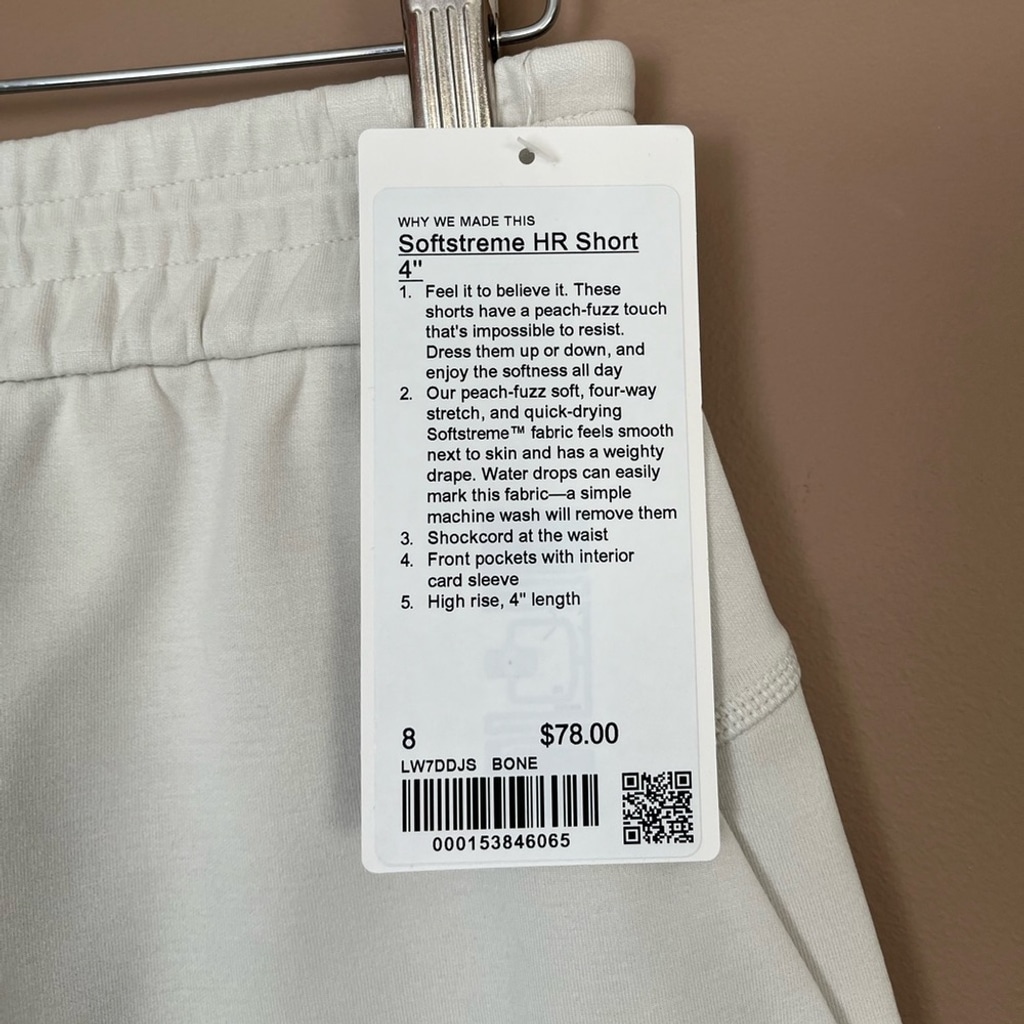 WHY WE MADE THIS
Softstreme HR Short
4"
1. Feel it to believe it. These
shorts have a peach-fuzz touch
that's impossible to resist.
Dress them up or down, and
enjoy the softness all day
2. Our peach-fuzz soft, four-way
stretch, and quick-drying
Softstreme™ fabric feels smooth
next to skin and has a weighty
drape. Water drops can easily
mark this fabric—a simple
machine wash will remove them
3. Shockcord at the waist
4. Front pockets with interior
card sleeve
5. High rise, 4" length
8 $78.00
LW7DDJS BONE
000153846065